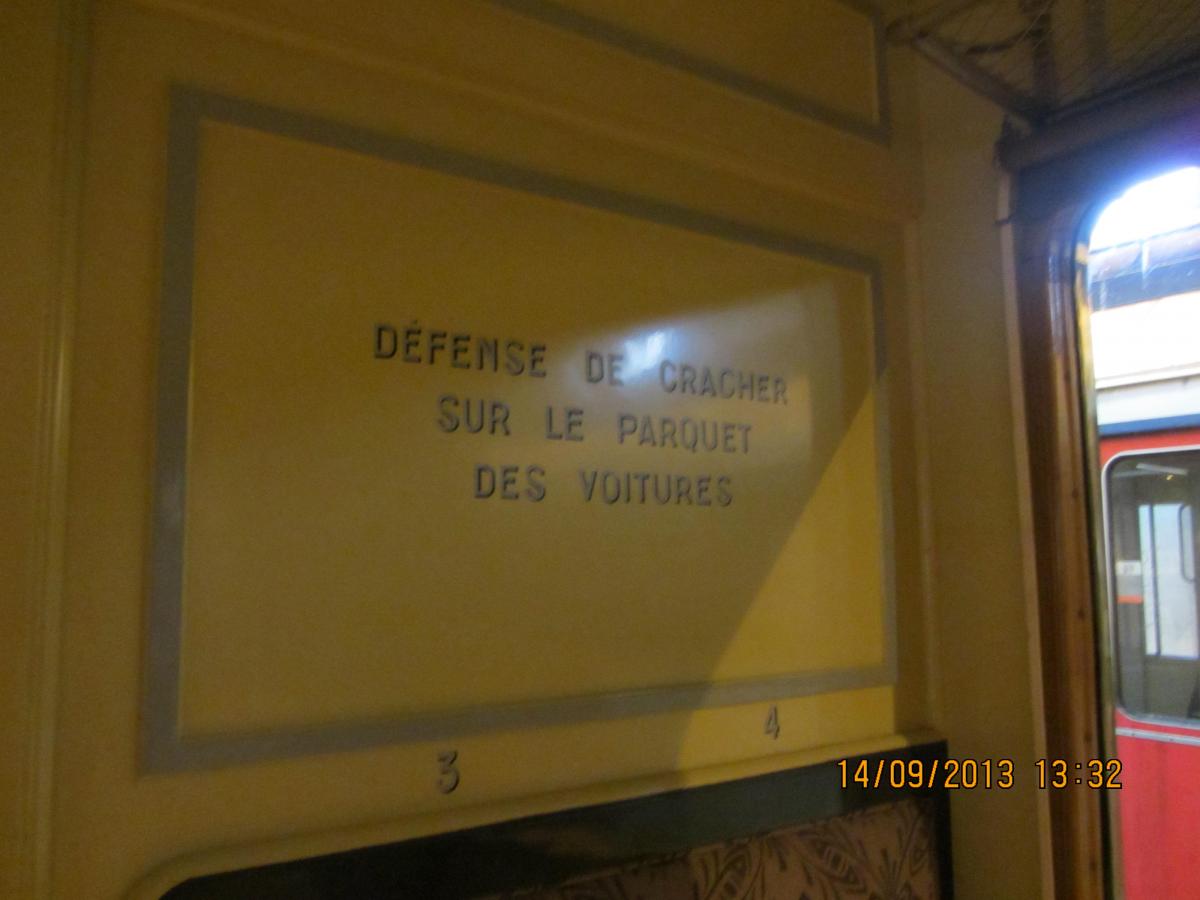 DÉFENSE DE CRACHER
SUR LE PARQUET
DES VOITURES
3
4
14/09/2013 13:32